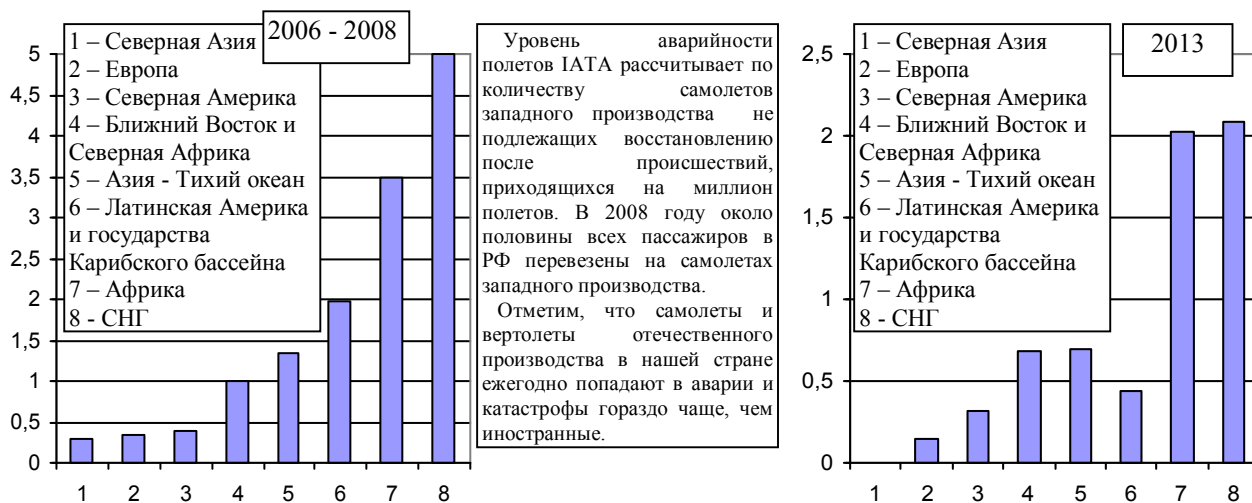 2006 - 2008
1 – Северная Азия
2 – Европа
3 – Северная Америка
4 – Ближний Восток и
Северная Африка
5 – Азия - Тихий океан
6 – Латинская Америка
и государства
Карибского бассейна
7 – Африка
8 - СНГ
5
4,5
4
3,5
3
2,5
2
1,5
1
0,5
0
1 2 3 4 5 6 7 8
Уровень аварийности
полетов IATA рассчитывает по
количеству самолетов
западного производства не
подлежащих восстановлению
после происшествий,
приходящихся на миллион
полетов. В 2008 году около
половины всех пассажиров в
РФ перевезены на самолетах
западного производства.
Отметим, что самолеты и
вертолеты отечественного
производства в нашей стране
ежегодно попадают в аварии и
катастрофы гораздо чаще, чем
иностранные.
2013
1 – Северная Азия
2 – Европа
3 – Северная Америка
4 – Ближний Восток и
Северная Африка
5 – Азия - Тихий океан
6 – Латинская Америка
и государства
Карибского бассейна
7 – Африка
8 - СНГ
2,5
2
1,5
1
0,5
0
1 2 3 4 5 6 7 8